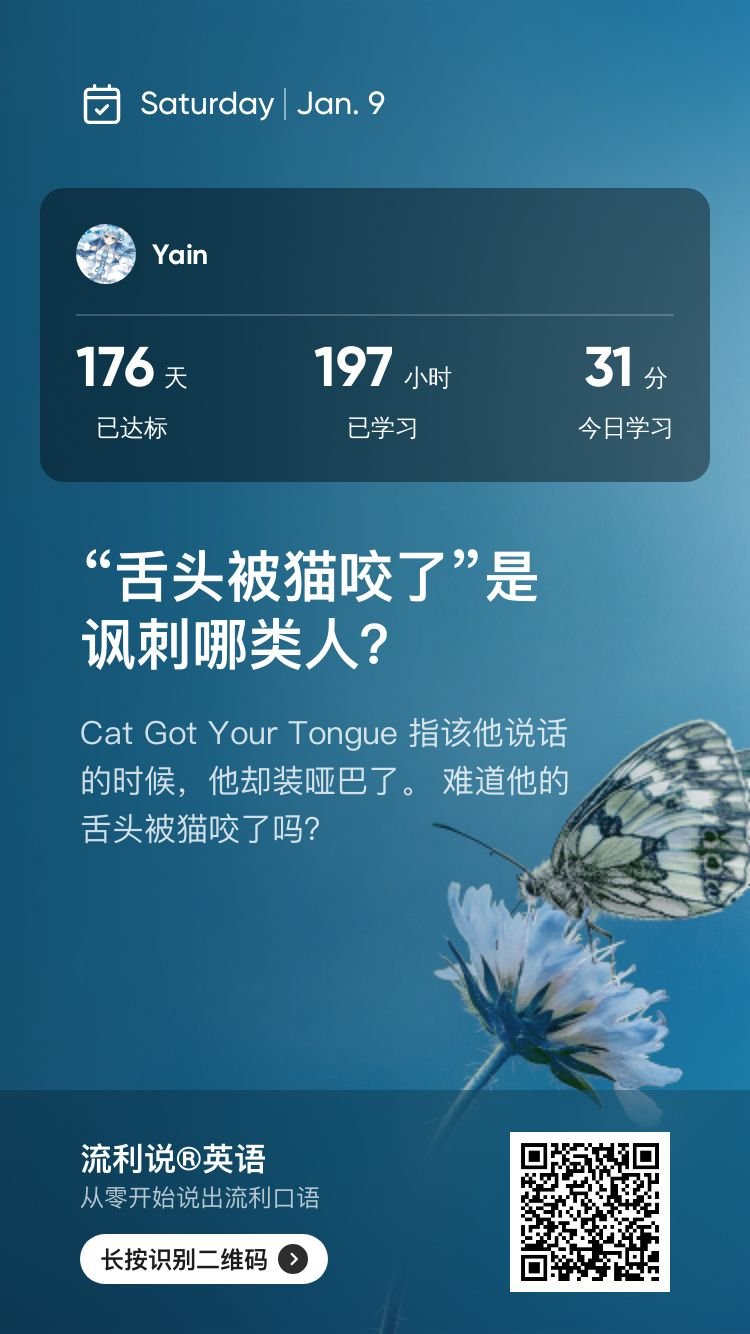 Saturday | Jan. 9
Yain
176 天 197 小时 31 分
已达标 已学习 今日学习
“舌头被猫咬了”是
讽刺哪类人？
Cat Got Your Tongue 指该他说话
的时候，他却装哑巴了。 难道他的
舌头被猫咬了吗？
流利说®英语
从零开始说出流利口语
长按识别二维码